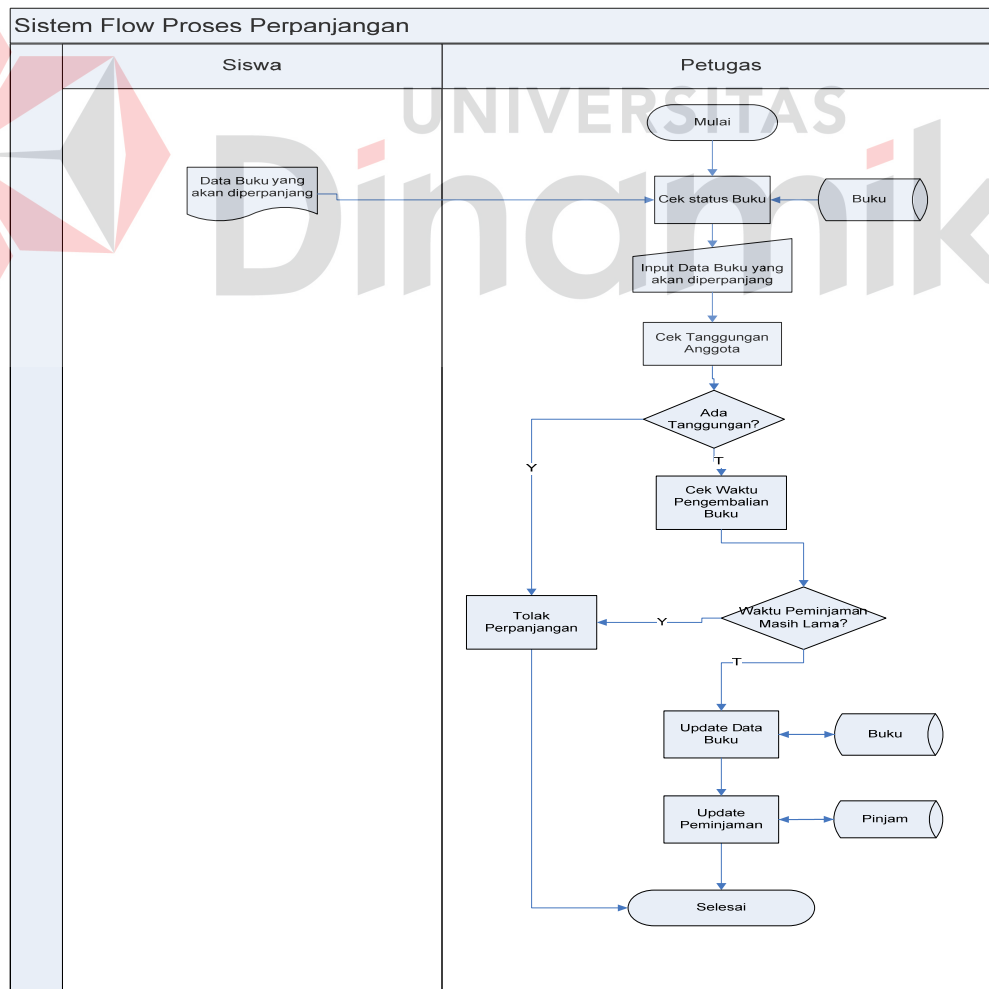 Sistem Flow Proses Perpanjangan
Siswa
Petugas
UNIVERSITAS
Dinamik
Mulai
Data Buku yang
akan diperpanjang
Cek status Buku
Buku
Input Data Buku yang
akan diperpanjang
Cek Tanggungan
Anggota
Ada
Tanggungan?
Y
T
Cek Waktu
Pengembalian
Buku
Tolak
Perpanjangan
Y
Waktu Peminjaman
Masih Lama?
T
Update Data
Buku
Buku
Update
Peminjaman
Pinjam
Selesai